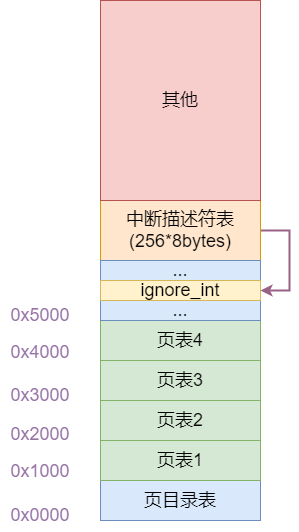 其他
中断描述符表
(256*8bytes)
...
ignore_int
...
0x5000
页表4
0x4000
页表3
0x3000
页表2
0x2000
页表1
0x1000
页目录表
0x0000